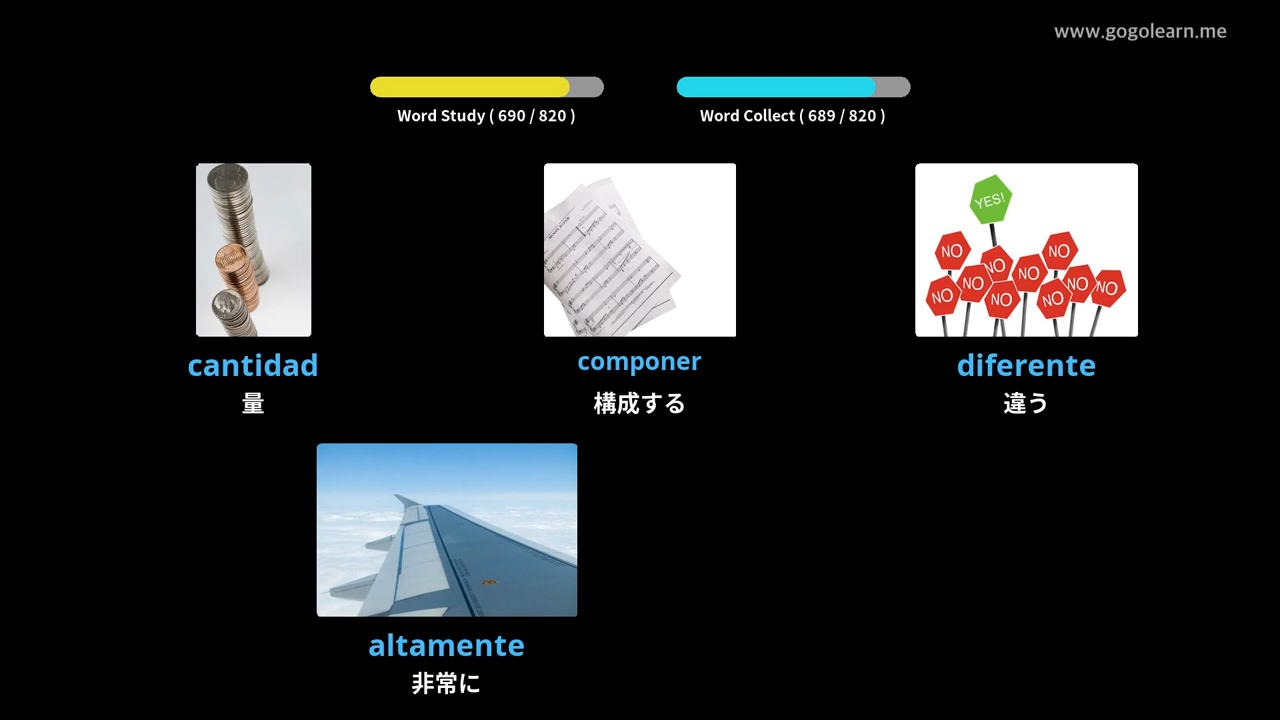 www.gogolearn.me
Word Study ( 690 / 820 )
Word Collect ( 689 / 820 )
YES!
NO
NO
NO
NO
NO
NO
NO
NO
NO
NO
cantidad
componer
diferente
量
構成する
違う
altamente
非常に